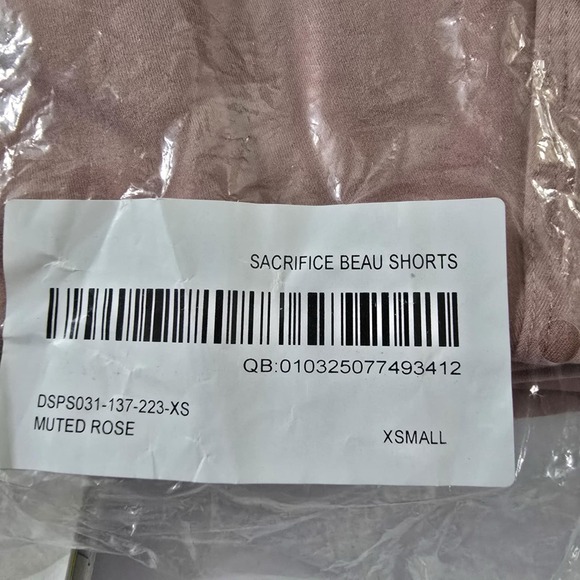 SACRIFICE BEAU SHORTS
QB:010325077493412
DSPS031-137-223-XS
MUTED ROSE
XSMALL